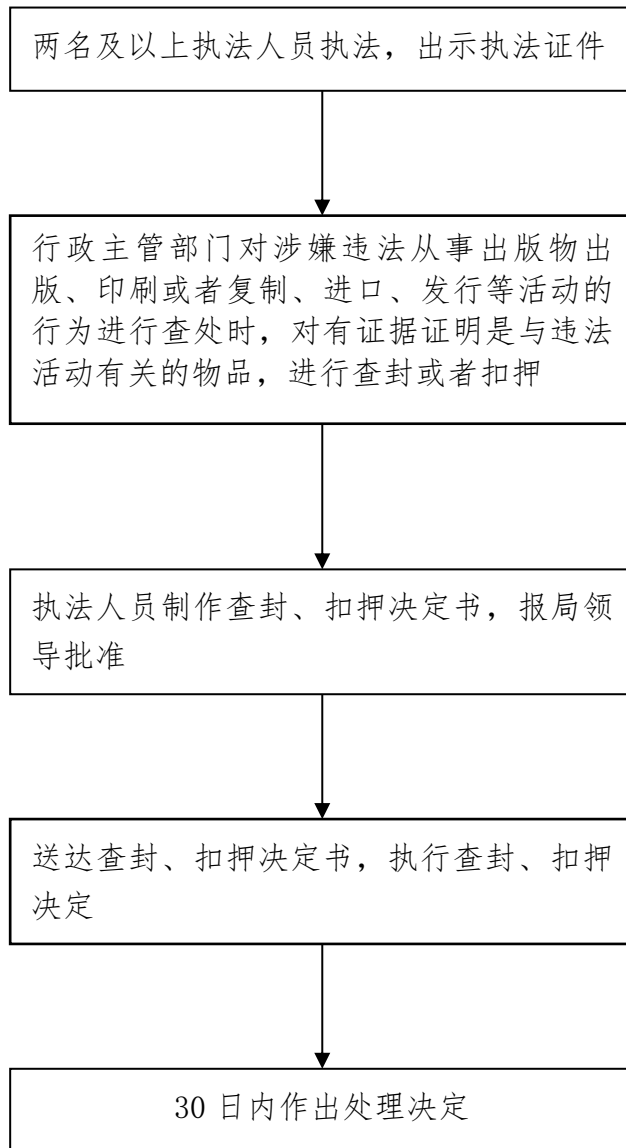 两名及以上执法人员执法，出示执法证件
行政主管部门对涉嫌违法从事出版物出
版、印刷或者复制、进口、发行等活动的
行为进行查处时，对有证据证明是与违法
活动有关的物品，进行查封或者扣押
执法人员制作查封、扣押决定书，报局领
导批准
送达查封、扣押决定书，执行查封、扣押
决定
30 日内作出处理决定